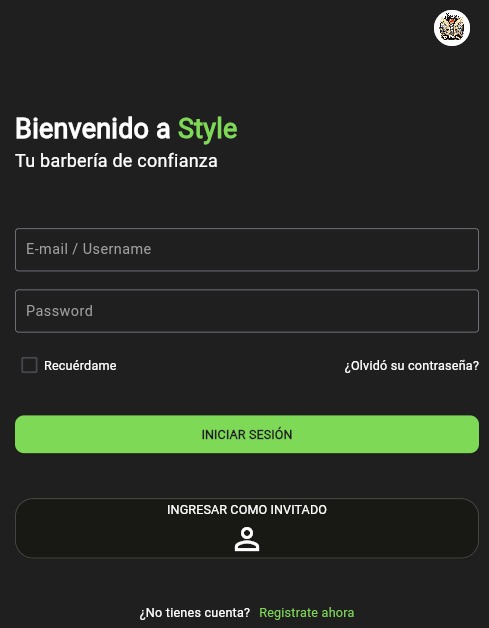 Bienvenido a Style
Tu barbería de confianza
E-mail / Username
Password
Recuérdame ¿Olvidó su contraseña?
INICIAR SESIÓN
INGRESAR COMO INVITADO
¿No tienes cuenta? Registrate ahora